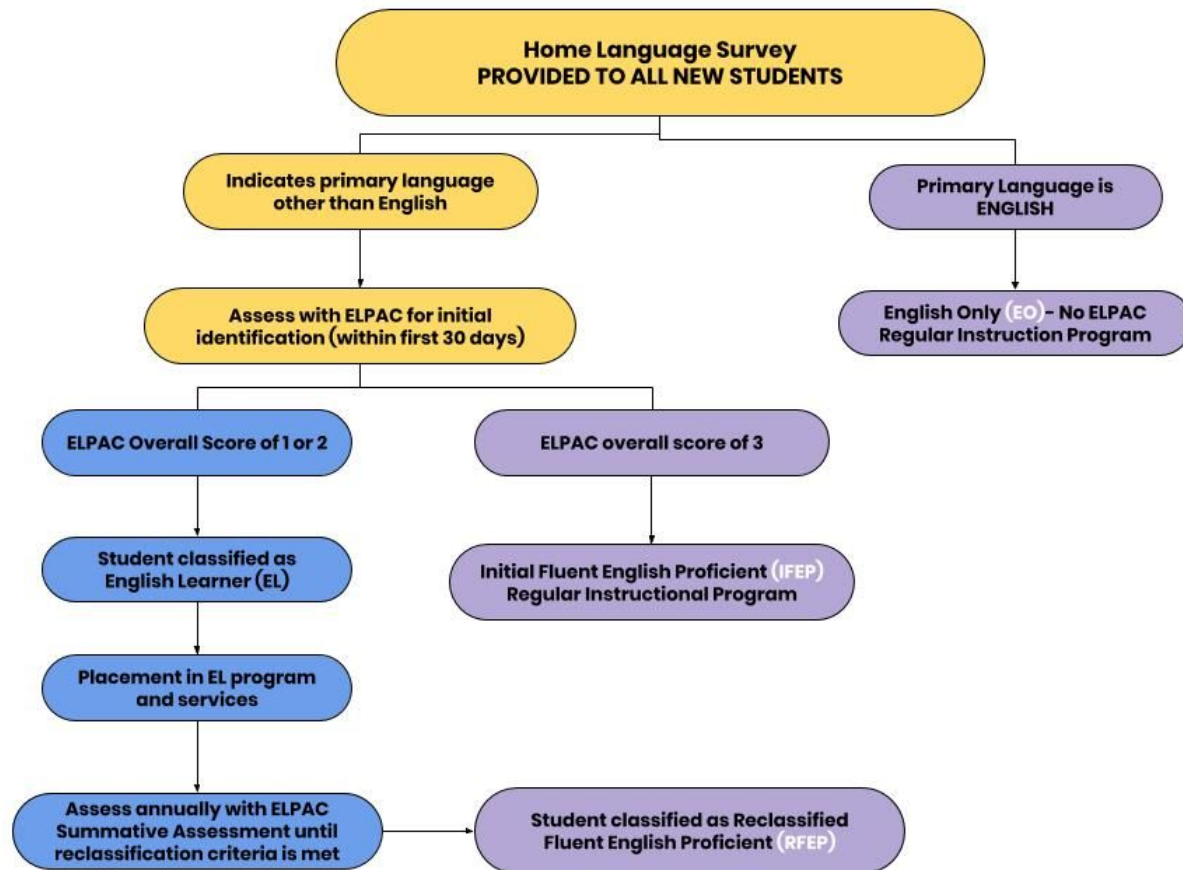 Home Language Survey
PROVIDED TO ALL NEW STUDENTS
Indicates primary language
other than English
Primary Language is
ENGLISH
Assess with ELPAC for initial
identification (within first 30 days)
English Only (EO)- No ELPAC
Regular Instruction Program
ELPAC Overall Score of 1 or 2
ELPAC overall score of 3
Student classified as
English Learner (EL)
Initial Fluent English Proficient (IFEP)
Regular Instructional Program
Placement in EL program
and services
Assess annually with ELPAC
Summative Assessment until
reclassification criteria is met
Student classified as Reclassified
Fluent English Proficient (RFEP)